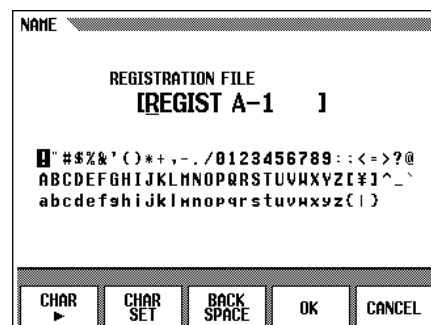 NAME
REGISTRATION FILE
[REGIST A-1 ]
!"#$%&'()*+,-./0123456789:;<=>?@
ABCDEFGHIJKLMNOPQRSTUVWXYZ[¥]^_`
abcdefghijklmnopqrstuvwxyz{|}
CHAR ►
CHAR SET
BACK SPACE
OK
CANCEL